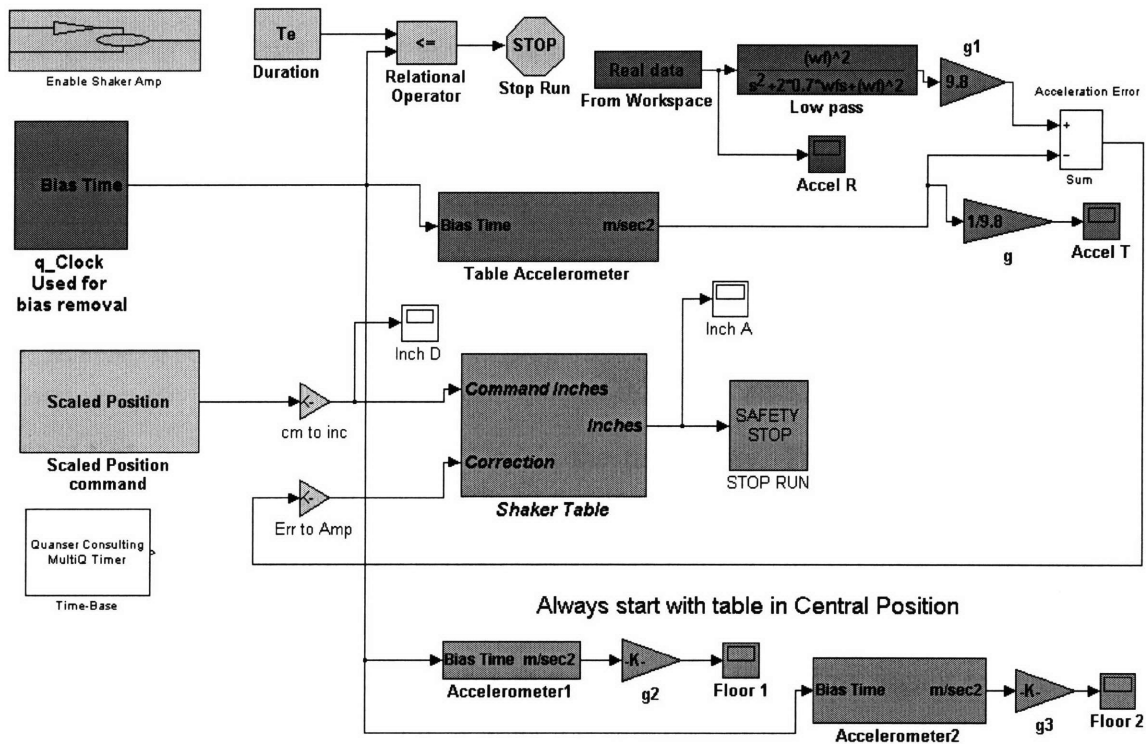 Enable Shaker Amp
Te
Duration
<=
Relational
Operator
STOP
Stop Run
Real data
From Workspace
(wf)^2
s^2+2*0.7*wfs+(wf)^2
Low pass
g1
9.8
Acceleration Error
+
−
Sum
Accel R
Bias Time
q_Clock
Used for
bias removal
Bias Time m/sec2
Table Accelerometer
1/9.8
g
Accel T
Inch D
Inch A
Scaled Position
Scaled Position
command
<-
cm to inc
Command Inches
Inches
Correction
Shaker Table
SAFETY
STOP
STOP RUN
<-
Err to Amp
Quanser Consulting
MultiQ Timer
Time-Base
Always start with table in Central Position
Bias Time m/sec2
Accelerometer1
-K-
g2
Floor 1
Bias Time m/sec2
Accelerometer2
-K-
g3
Floor 2